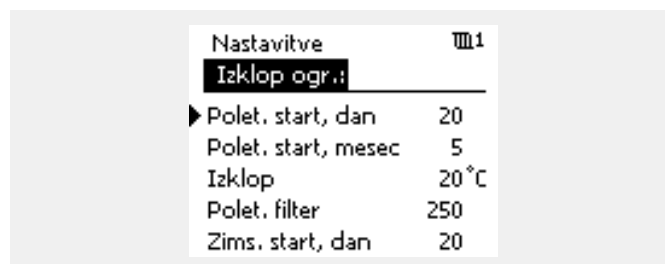 Nastavitve 1
Izklop ogr.:
Polet. start, dan 20
Polet. start, mesec 5
Izklop 20°C
Polet. filter 250
Zims. start, dan 20